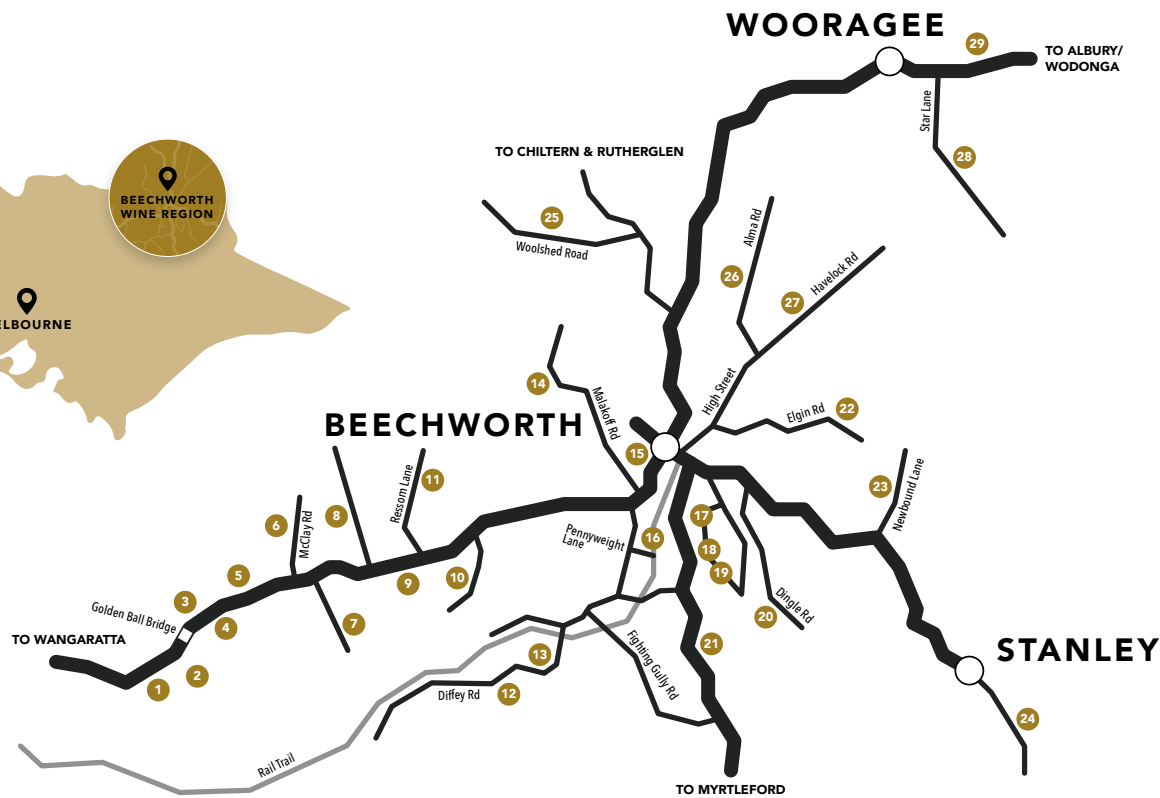 WOORAGEE
29
TO ALBURY/
WODONGA
Star Lane
28
TO CHILTERN & RUTHERGLEN
BEECHWORTH
WINE REGION
25
Woolshed Road
Alma Rd
26
Havelock Rd
27
ELBOURNE
14
Malakoff Rd
High Street
Elgin Rd
22
BEECHWORTH
15
11
Ressom Lane
23
Newbound Lane
6
McClay Rd
8
Pennyweight
Lane
16
17
18
19
5
9
10
3
Golden Ball Bridge
4
7
20
Dingle Rd
TO WANGARATTA
1
2
13
12
Diffey Rd
Fighting Gully Rd
21
STANLEY
24
Rail Trail
TO MYRTLEFORD